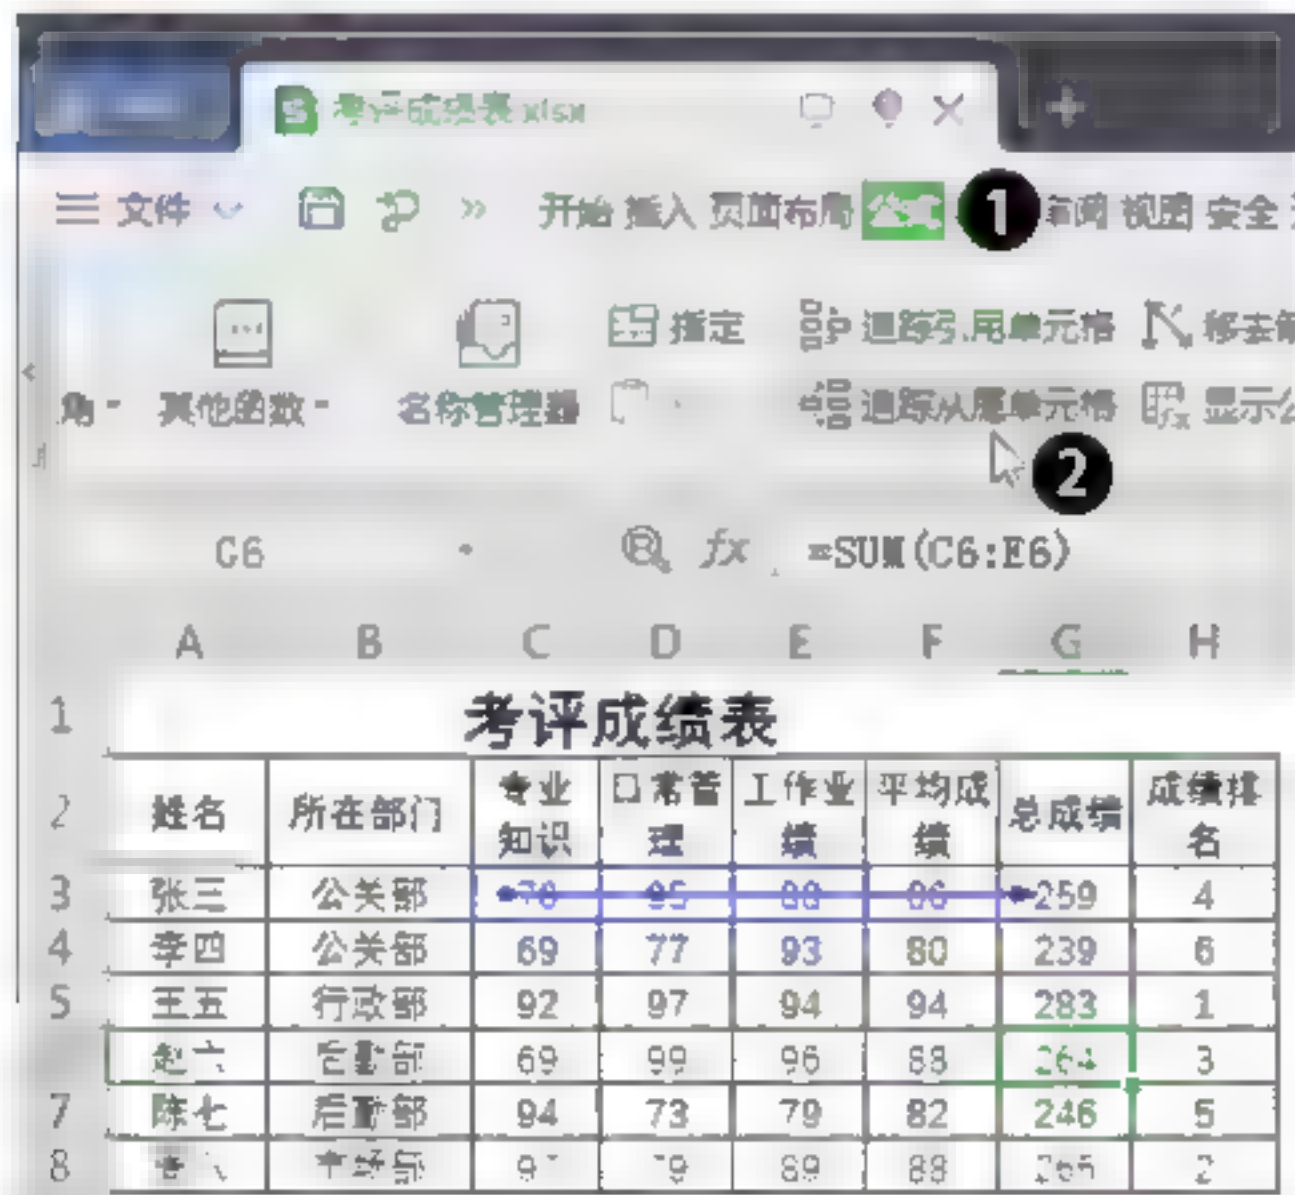 考评成绩表.xlsx
文件 开始 插入 页面布局 公式 1 审阅 视图 安全
指定 追踪引用单元格 移去
其他函数 名称管理器 追踪从属单元格 显示公
2
G6 fx =SUM(C6:E6)
A B C D E F G H
1 考评成绩表
2 姓名 所在部门 专业知识 日常管理 工作业绩 平均成绩 总成绩 成绩排名
3 张三 公关部 259 4
4 李四 公关部 69 77 93 80 239 6
5 王五 行政部 92 97 94 94 283 1
赵六 后勤部 69 99 96 88 264 3
7 陈七 后勤部 94 73 79 82 246 5
8 89 88 2